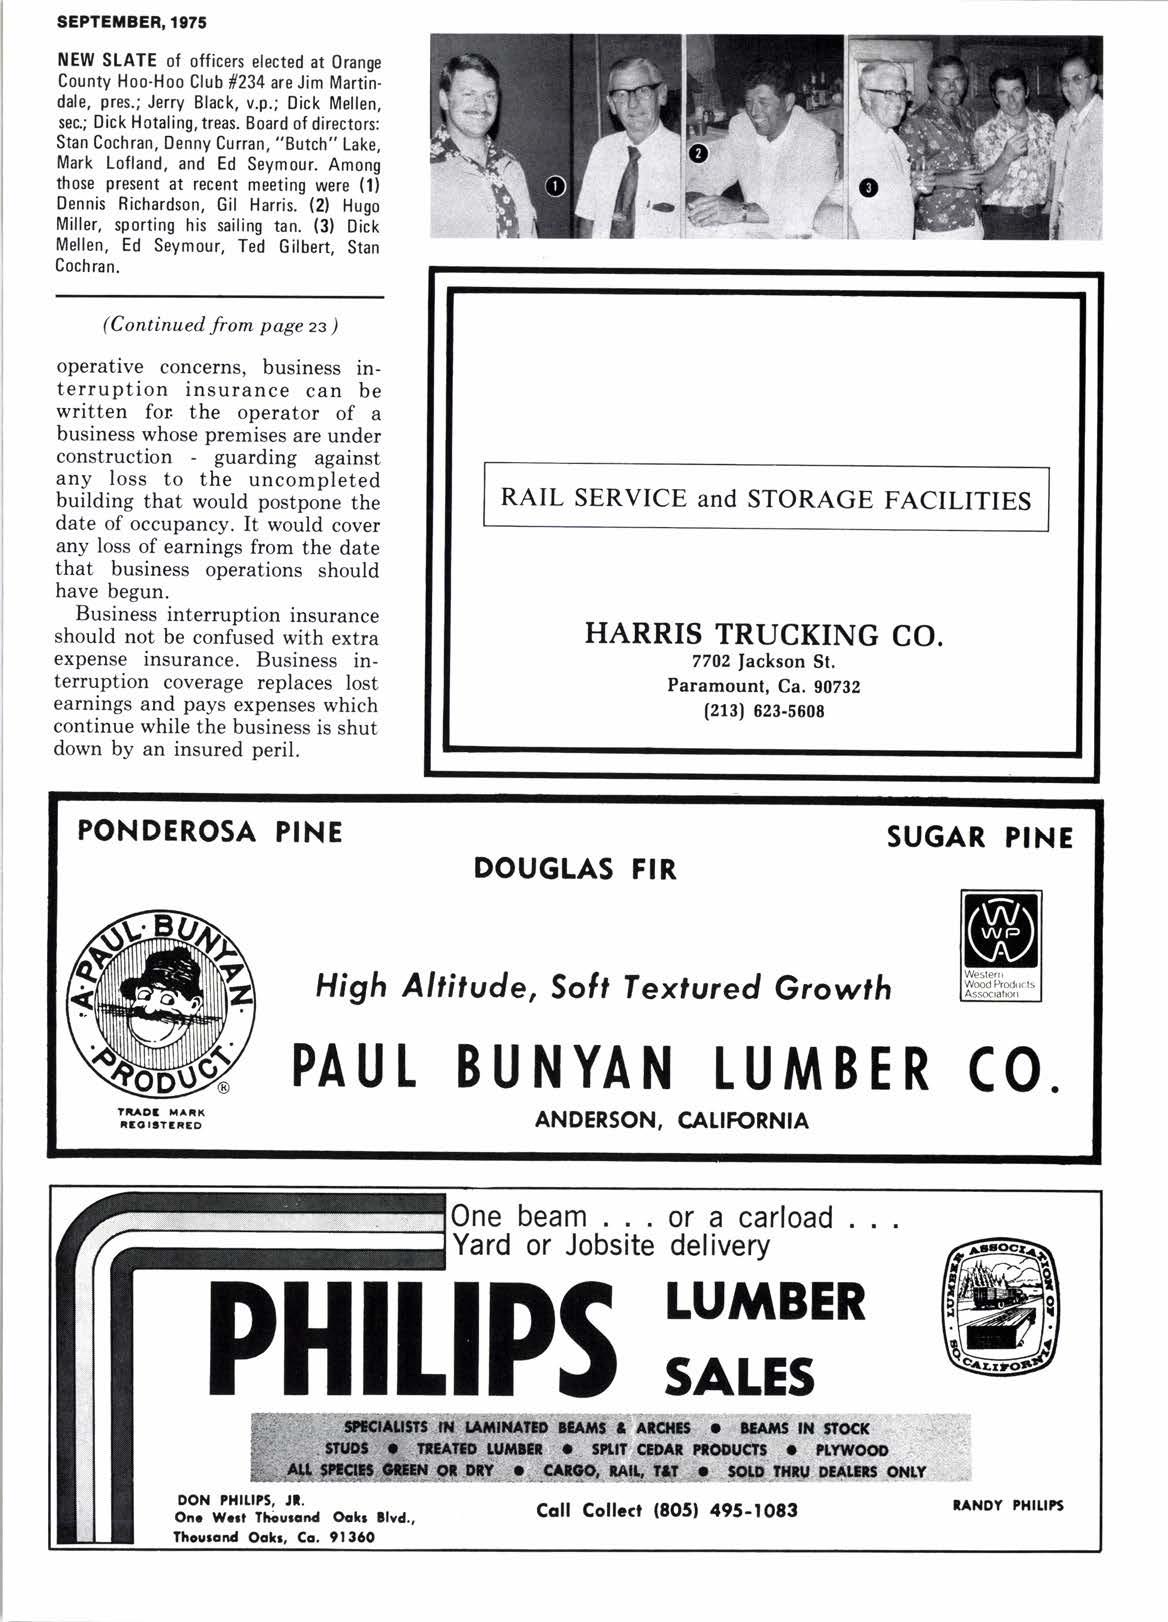 SEPTEMBER, 1975
NEW SLATE of officers elected at Orange
County Hoo-Hoo Club #234 are Jim Martin-
dale, pres.; Jerry Black, v.p.; Dick Mellen,
sec.; Dick Hotaling, treas. Board of directors:
Stan Cochran, Denny Curran, "Butch" Lake,
Mark Lofland, and Ed Seymour. Among
those present at recent meeting were (1)
Dennis Richardson, Gil Harris. (2) Hugo
Miller, sporting his sailing tan. (3) Dick
Mellen, Ed Seymour, Ted Gilbert, Stan
Cochran.
1
2
3
(Continued from page 23 )
operative concerns, business in-
terruption insurance can be
written for the operator of a
business whose premises are under
construction - guarding against
any loss to the uncompleted
building that would postpone the
date of occupancy. It would cover
any loss of earnings from the date
that business operations should
have begun.
Business interruption insurance
should not be confused with extra
expense insurance. Business in-
terruption coverage replaces lost
earnings and pays expenses which
continue while the business is shut
down by an insured peril.
RAIL SERVICE and STORAGE FACILITIES
HARRIS TRUCKING CO.
7702 Jackson St.
Paramount, Ca. 90732
(213) 623-5608
PONDEROSA PINE
SUGAR PINE
DOUGLAS FIR
A·PAUL·BUNYAN·
·PRODUCT·
®
TRADE MARK
REGISTERED
High Altitude, Soft Textured Growth
WWPA
Western
Wood Products
Association
PAUL BUNYAN LUMBER CO.
ANDERSON, CALIFORNIA
One beam . . . or a carload . . .
Yard or Jobsite delivery
PHILIPS LUMBER
SALES
LUMBER ASSOCIATION OF
SO. CALIFORNIA
SPECIALISTS IN LAMINATED BEAMS & ARCHES • BEAMS IN STOCK
STUDS • TREATED LUMBER • SPLIT CEDAR PRODUCTS • PLYWOOD
ALL SPECIES GREEN OR DRY • CARGO, RAIL, T&T • SOLD THRU DEALERS ONLY
DON PHILIPS, JR.
One West Thousand Oaks Blvd.,
Thousand Oaks, Ca. 91360
Call Collect (805) 495-1083
RANDY PHILIPS